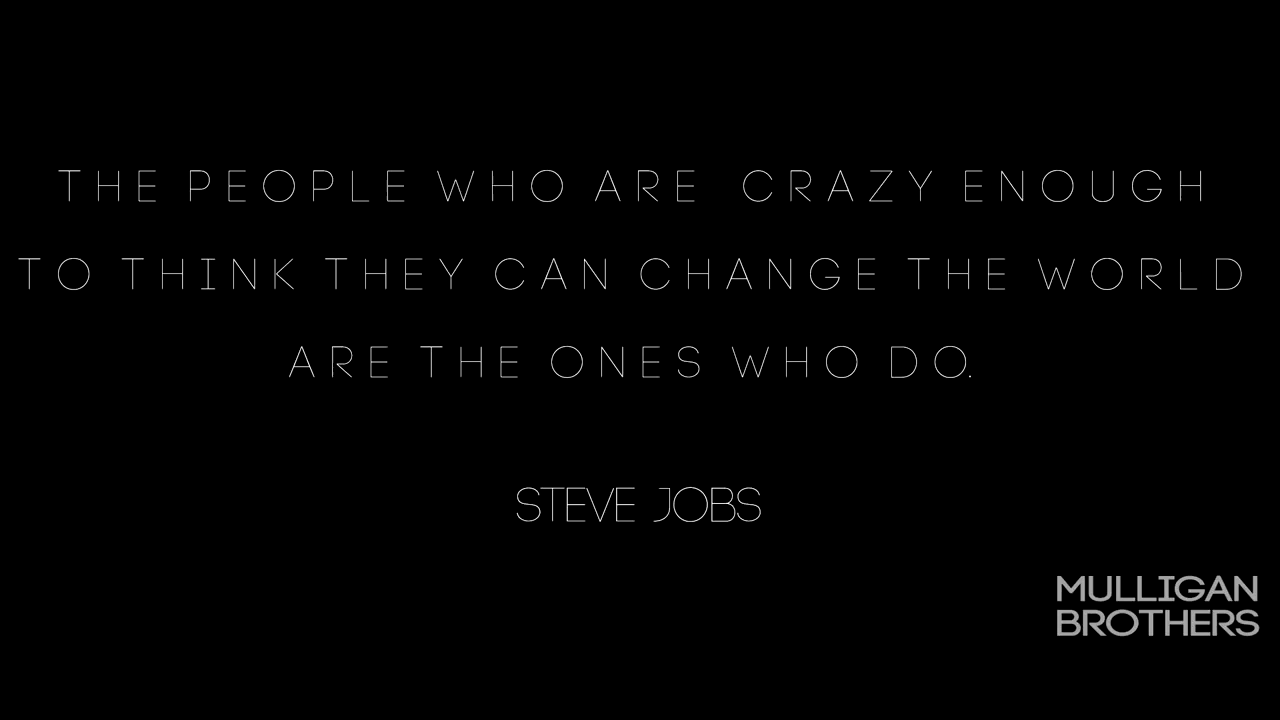 THE PEOPLE WHO ARE CRAZY ENOUGH
TO THINK THEY CAN CHANGE THE WORLD
ARE THE ONES WHO DO.
STEVE JOBS
MULLIGAN
BROTHERS